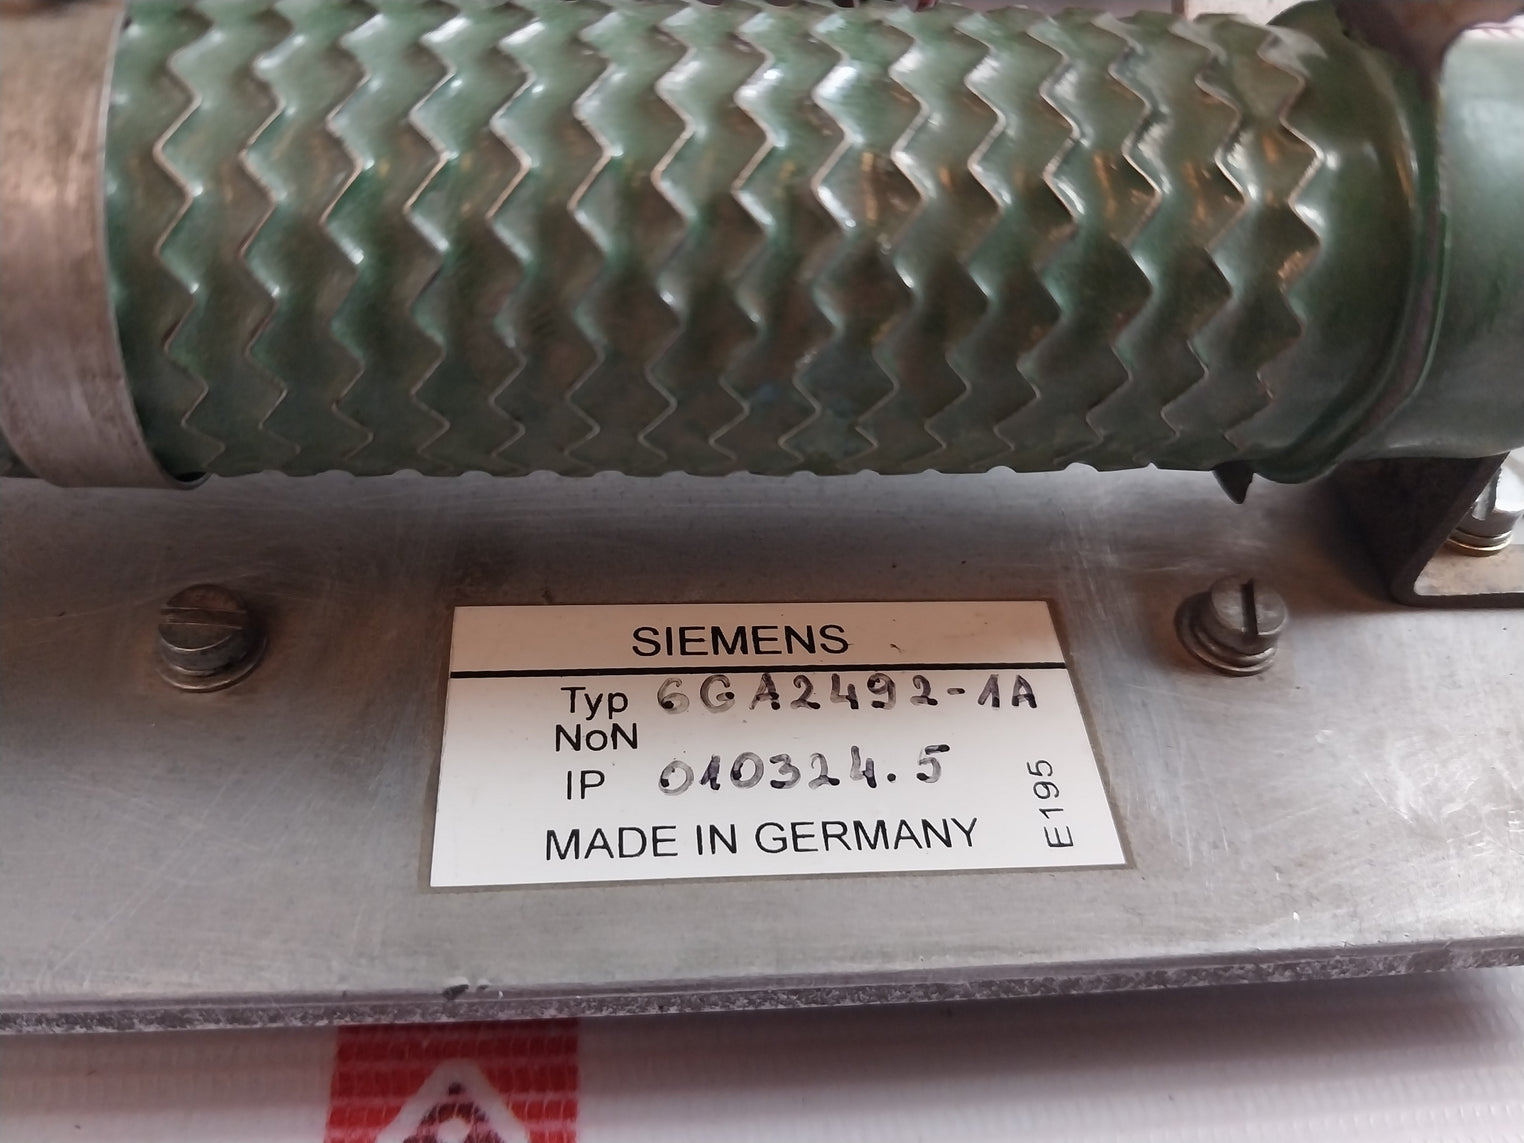 SIEMENS
Typ 6GA2492-1A
NoN
IP 010324.5
MADE IN GERMANY
E195